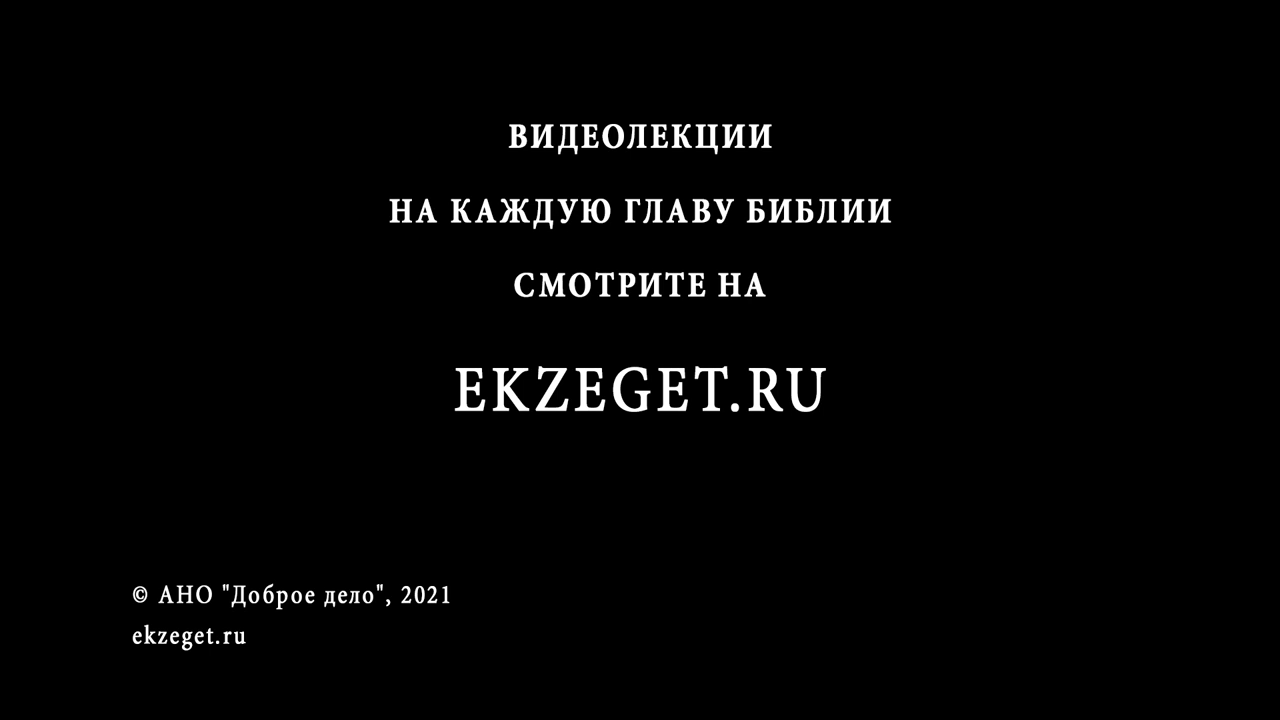 ВИДЕОЛЕКЦИИ
НА КАЖДУЮ ГЛАВУ БИБЛИИ
СМОТРИТЕ НА
EKZEGET.RU
© АНО "Доброе дело", 2021
ekzeget.ru